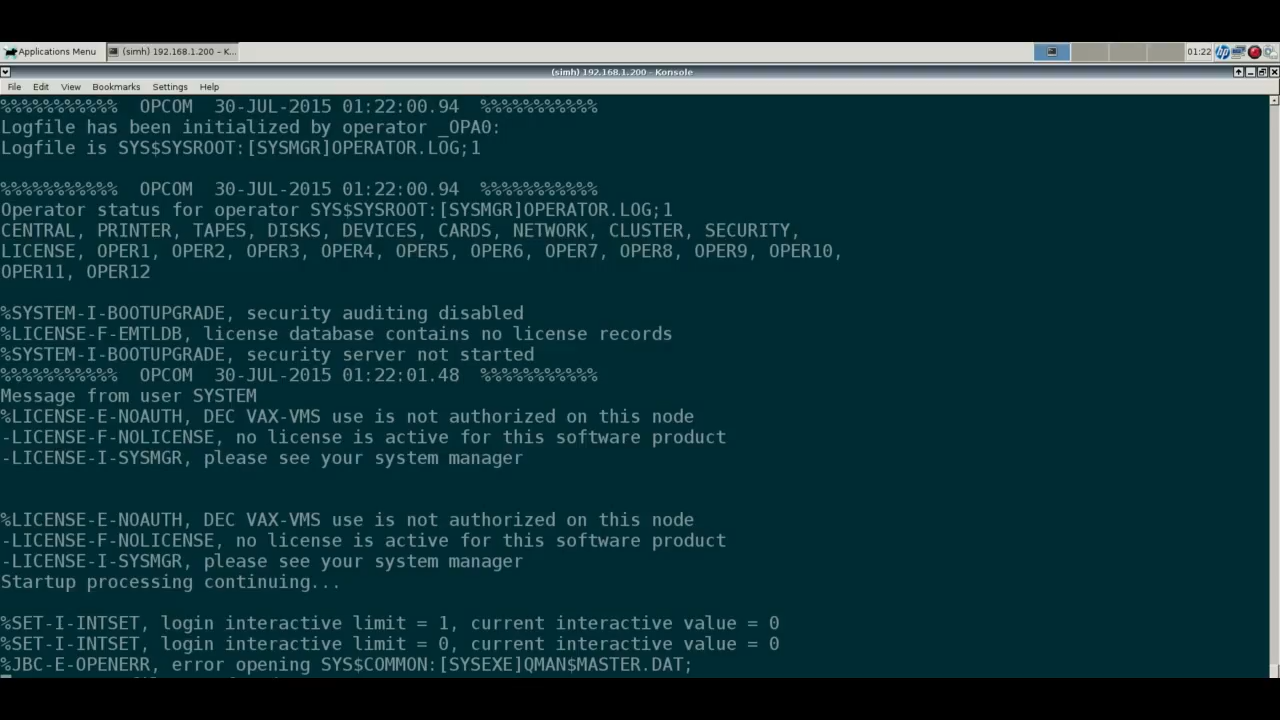 Applications Menu (simh) 192.168.1.200 - K... 01:22
(simh) 192.168.1.200 - Konsole
File Edit View Bookmarks Settings Help
%%%%%%%%%%% OPCOM 30-JUL-2015 01:22:00.94 %%%%%%%%%%%
Logfile has been initialized by operator _OPA0:
Logfile is SYS$SYSROOT:[SYSMGR]OPERATOR.LOG;1
%%%%%%%%%%% OPCOM 30-JUL-2015 01:22:00.94 %%%%%%%%%%%
Operator status for operator SYS$SYSROOT:[SYSMGR]OPERATOR.LOG;1
CENTRAL, PRINTER, TAPES, DISKS, DEVICES, CARDS, NETWORK, CLUSTER, SECURITY,
LICENSE, OPER1, OPER2, OPER3, OPER4, OPER5, OPER6, OPER7, OPER8, OPER9, OPER10,
OPER11, OPER12
%SYSTEM-I-BOOTUPGRADE, security auditing disabled
%LICENSE-F-EMTLDB, license database contains no license records
%SYSTEM-I-BOOTUPGRADE, security server not started
%%%%%%%%%%% OPCOM 30-JUL-2015 01:22:01.48 %%%%%%%%%%%
Message from user SYSTEM
%LICENSE-E-NOAUTH, DEC VAX-VMS use is not authorized on this node
-LICENSE-F-NOLICENSE, no license is active for this software product
-LICENSE-I-SYSMGR, please see your system manager
%LICENSE-E-NOAUTH, DEC VAX-VMS use is not authorized on this node
-LICENSE-F-NOLICENSE, no license is active for this software product
-LICENSE-I-SYSMGR, please see your system manager
Startup processing continuing...
%SET-I-INTSET, login interactive limit = 1, current interactive value = 0
%SET-I-INTSET, login interactive limit = 0, current interactive value = 0
%JBC-E-OPENERR, error opening SYS$COMMON:[SYSEXE]QMAN$MASTER.DAT;